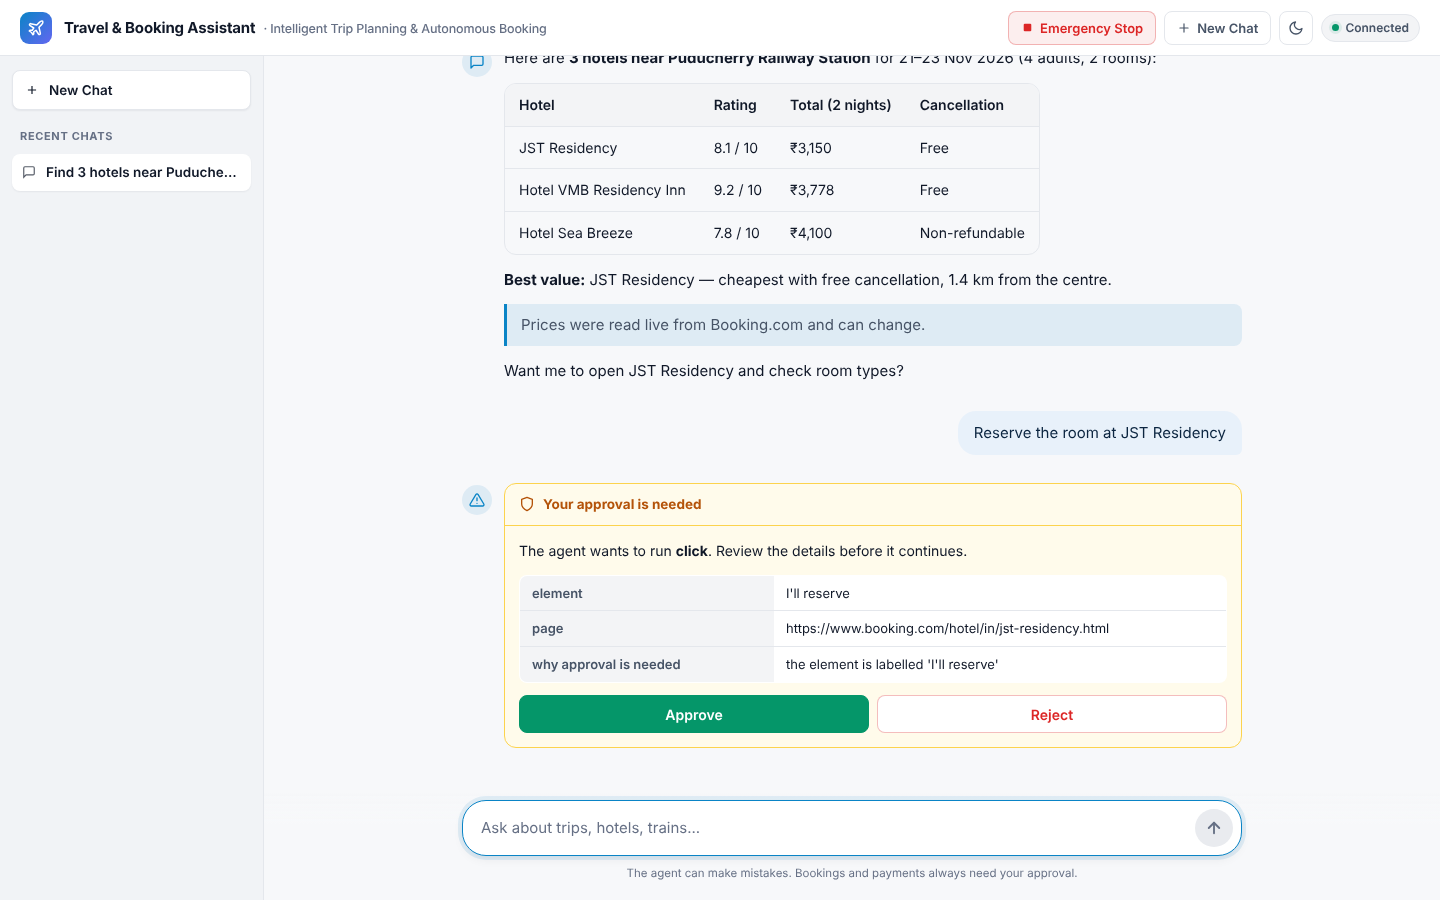 Travel & Booking Assistant · Intelligent Trip Planning & Autonomous Booking
Emergency Stop
New Chat
Connected
New Chat
RECENT CHATS
Find 3 hotels near Puduche...
Here are 3 hotels near Puducherry Railway Station for 21–23 Nov 2026 (4 adults, 2 rooms):
Hotel Rating Total (2 nights) Cancellation
JST Residency 8.1 / 10 ₹3,150 Free
Hotel VMB Residency Inn 9.2 / 10 ₹3,778 Free
Hotel Sea Breeze 7.8 / 10 ₹4,100 Non-refundable
Best value: JST Residency — cheapest with free cancellation, 1.4 km from the centre.
Prices were read live from Booking.com and can change.
Want me to open JST Residency and check room types?
Reserve the room at JST Residency
Your approval is needed
The agent wants to run click. Review the details before it continues.
element I'll reserve
page https://www.booking.com/hotel/in/jst-residency.html
why approval is needed the element is labelled 'I'll reserve'
Approve
Reject
Ask about trips, hotels, trains...
The agent can make mistakes. Bookings and payments always need your approval.